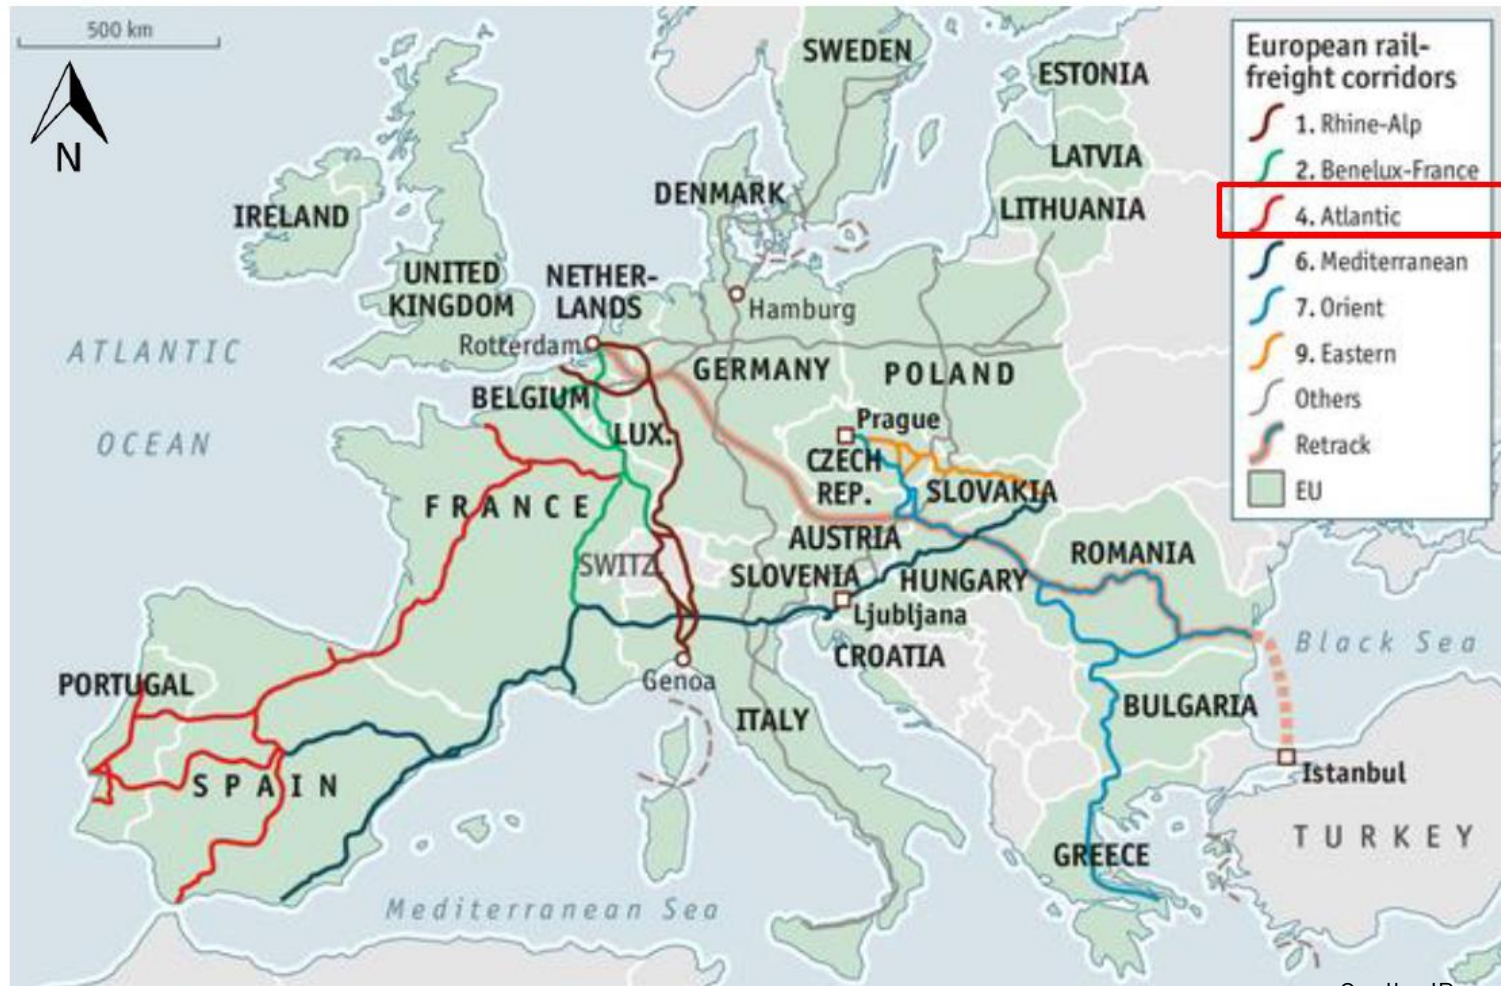 500 km
N
SWEDEN
ESTONIA
LATVIA
LITHUANIA
DENMARK
IRELAND
UNITED
KINGDOM
NETHER-
LANDS
Hamburg
Rotterdam
ATLANTIC
OCEAN
GERMANY
POLAND
BELGIUM
LUX.
Prague
CZECH
REP.
SLOVAKIA
FRANCE
AUSTRIA
SWITZ.
SLOVENIA
HUNGARY
ROMANIA
Ljubljana
CROATIA
Black Sea
PORTUGAL
Genoa
ITALY
BULGARIA
SPAIN
Istanbul
TURKEY
GREECE
Mediterranean Sea
European rail-
freight corridors
1. Rhine-Alp
2. Benelux-France
4. Atlantic
6. Mediterranean
7. Orient
9. Eastern
Others
Retrack
EU